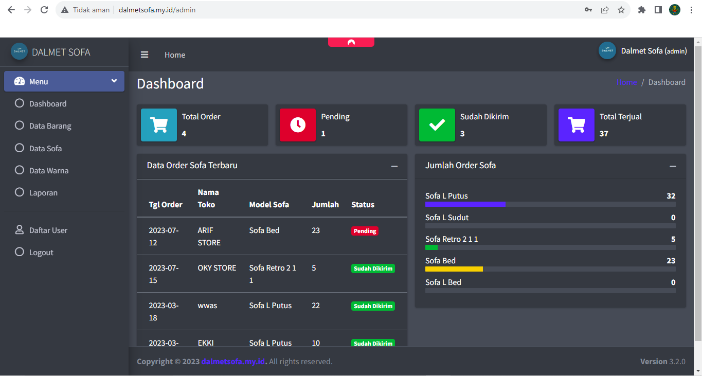 Tidak aman | dalmetsofa.my.id/admin
DALMET SOFA
Home
Dalmet Sofa (admin)
Menu
Dashboard
Data Barang
Data Sofa
Data Warna
Laporan
Daftar User
Logout
Dashboard
/ Dashboard
Total Order
4
Pending
1
Sudah Dikirim
3
Total Terjual
37
Data Order Sofa Terbaru
Tgl Order Nama Toko Model Sofa Jumlah Status
2023-07-12 ARIF STORE Sofa Bed 23 Pending
2023-07-15 OKY STORE Sofa Retro 2 1 1 5 Sudah Dikirim
2023-03-18 wwas Sofa L Putus 22 Sudah Dikirim
2023-03- EKKI Sofa L Putus 10 Sudah Dikirim
Jumlah Order Sofa
Sofa L Putus 32
Sofa L Sudut 0
Sofa Retro 2 1 1 5
Sofa Bed 23
Sofa L Bed 0
Copyright © 2023 dalmetsofa.my.id. All rights reserved.
Version 3.2.0